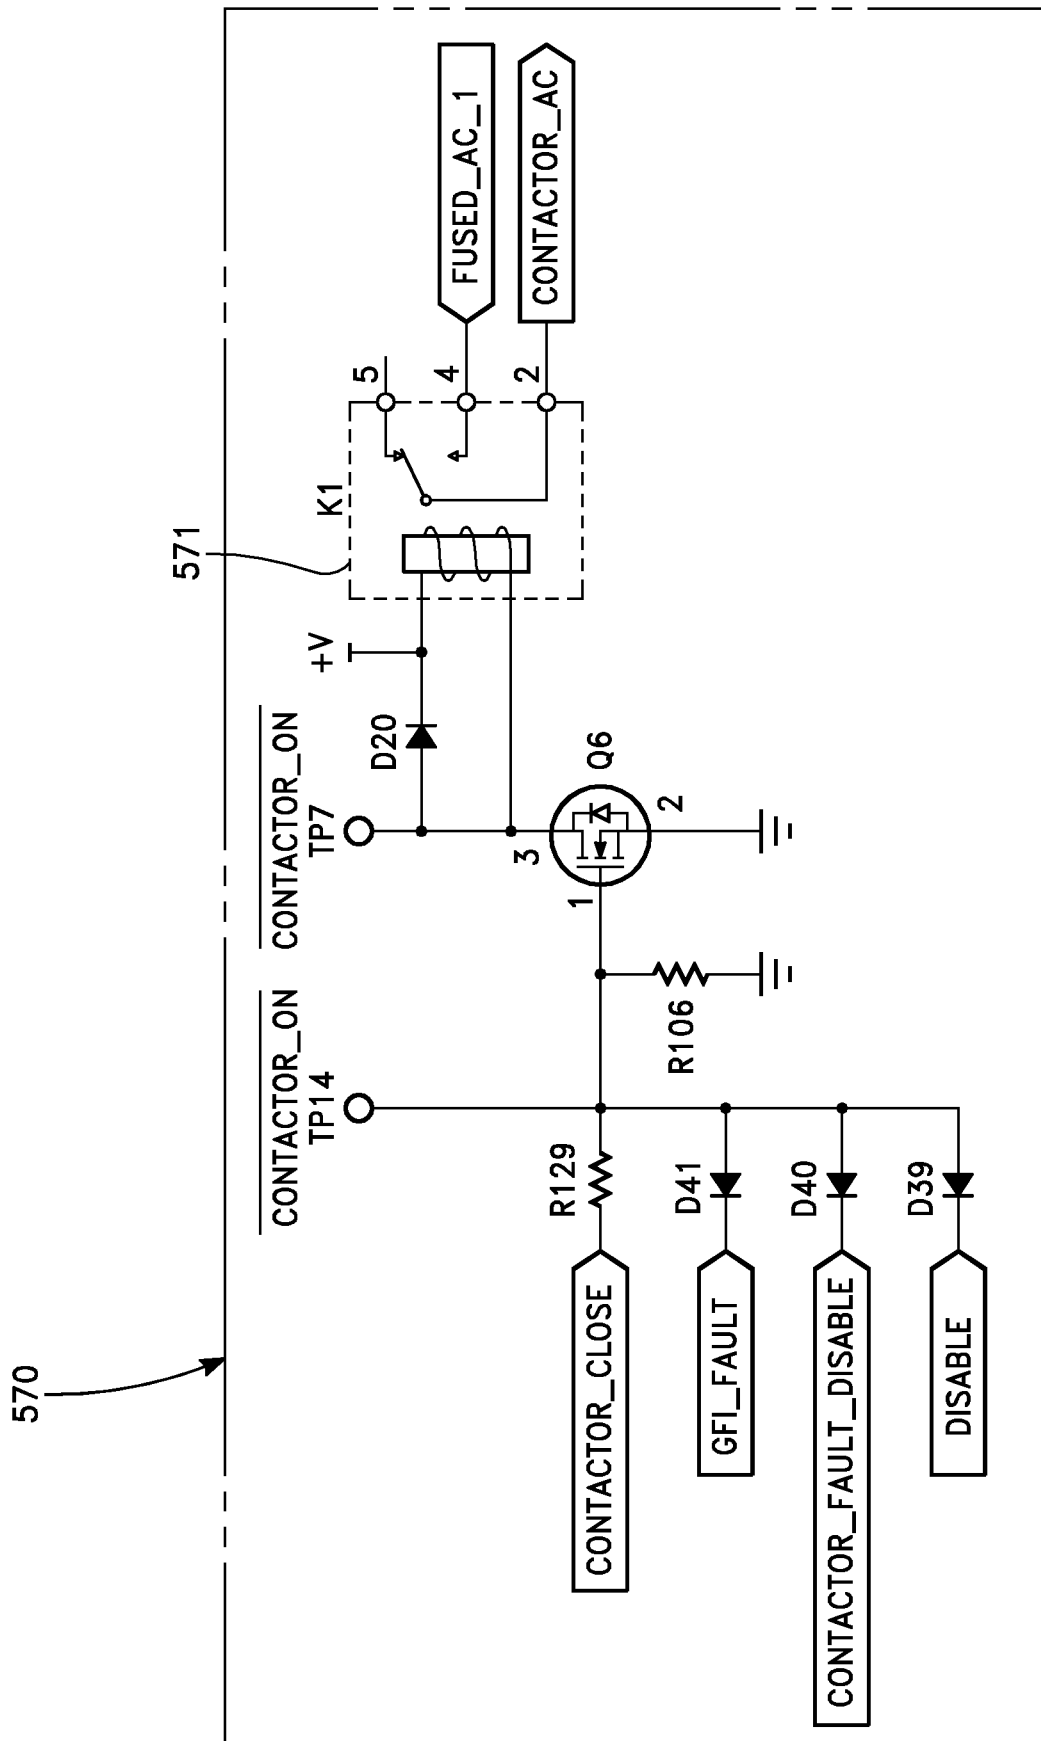 570
571
CONTACTOR_ON
TP14
CONTACTOR_ON
TP7
+V
K1
D20
5
4
2
FUSED_AC_1
CONTACTOR_AC
3
Q6
1
2
R106
R129
CONTACTOR_CLOSE
D41
GFI_FAULT
D40
CONTACTOR_FAULT_DISABLE
D39
DISABLE